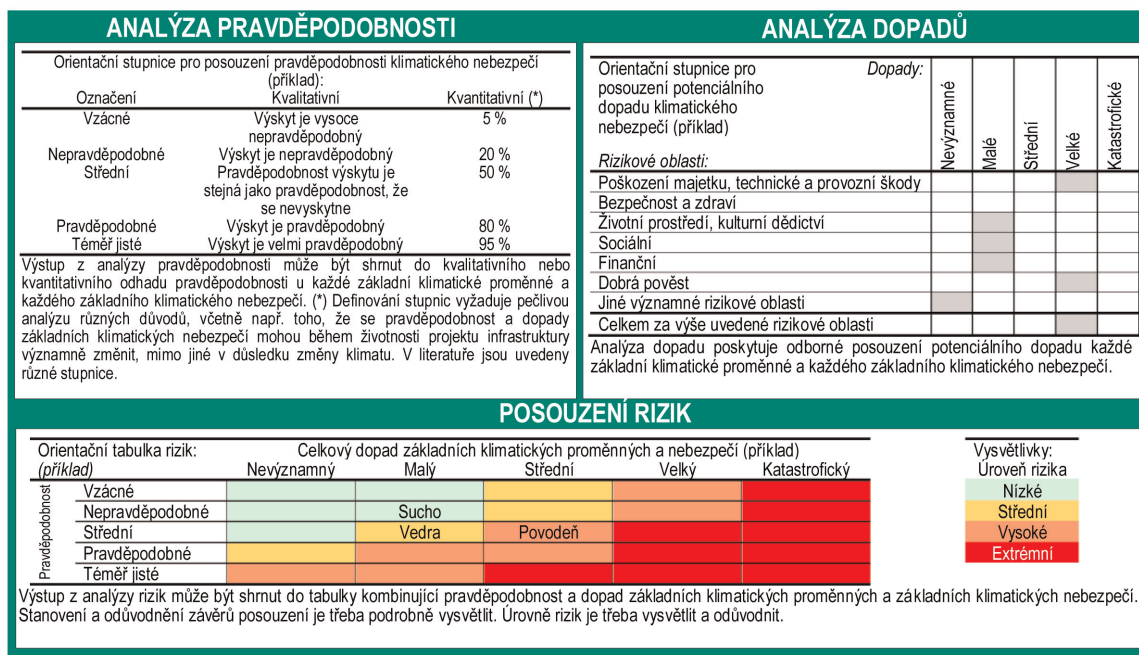 ANALÝZA PRAVDĚPODOBNOSTI
Orientační stupnice pro posouzení pravděpodobnosti klimatického nebezpečí
(příklad):
Označení Kvalitativní Kvantitativní (*)
Vzácné Výskyt je vysoce 5 %
nepravděpodobný
Nepravděpodobné Výskyt je nepravděpodobný 20 %
Střední Pravděpodobnost výskytu je 50 %
stejná jako pravděpodobnost, že
se nevyskytne
Pravděpodobné Výskyt je pravděpodobný 80 %
Téměř jisté Výskyt je velmi pravděpodobný 95 %
Výstup z analýzy pravděpodobnosti může být shrnut do kvalitativního nebo
kvantitativního odhadu pravděpodobnosti u každé základní klimatické proměnné a
každého základního klimatického nebezpečí. (*) Definování stupnic vyžaduje pečlivou
analýzu různých důvodů, včetně např. toho, že se pravděpodobnost a dopady
základních klimatických nebezpečí mohou během životnosti projektu infrastruktury
významně změnit, mimo jiné v důsledku změny klimatu. V literatuře jsou uvedeny
různé stupnice.
ANALÝZA DOPADŮ
Orientační stupnice pro Dopady:
posouzení potenciálního
dopadu klimatického
nebezpečí (příklad)
Rizikové oblasti:
Nevýznamné
Malé
Střední
Velké
Katastrofické
Poškození majetku, technické a provozní škody
Bezpečnost a zdraví
Životní prostředí, kulturní dědictví
Sociální
Finanční
Dobrá pověst
Jiné významné rizikové oblasti
Celkem za výše uvedené rizikové oblasti
Analýza dopadu poskytuje odborné posouzení potenciálního dopadu každé
základní klimatické proměnné a každého základního klimatického nebezpečí.
POSOUZENÍ RIZIK
Orientační tabulka rizik: Celkový dopad základních klimatických proměnných a nebezpečí (příklad)
(příklad) Nevýznamný Malý Střední Velký Katastrofický
Pravděpodobnost
Vzácné
Nepravděpodobné Sucho
Střední Vedra Povodeň
Pravděpodobné
Téměř jisté
Vysvětlivky:
Úroveň rizika
Nízké
Střední
Vysoké
Extrémní
Výstup z analýzy rizik může být shrnut do tabulky kombinující pravděpodobnost a dopad základních klimatických proměnných a základních klimatických nebezpečí.
Stanovení a odůvodnění závěrů posouzení je třeba podrobně vysvětlit. Úrovně rizik je třeba vysvětlit a odůvodnit.